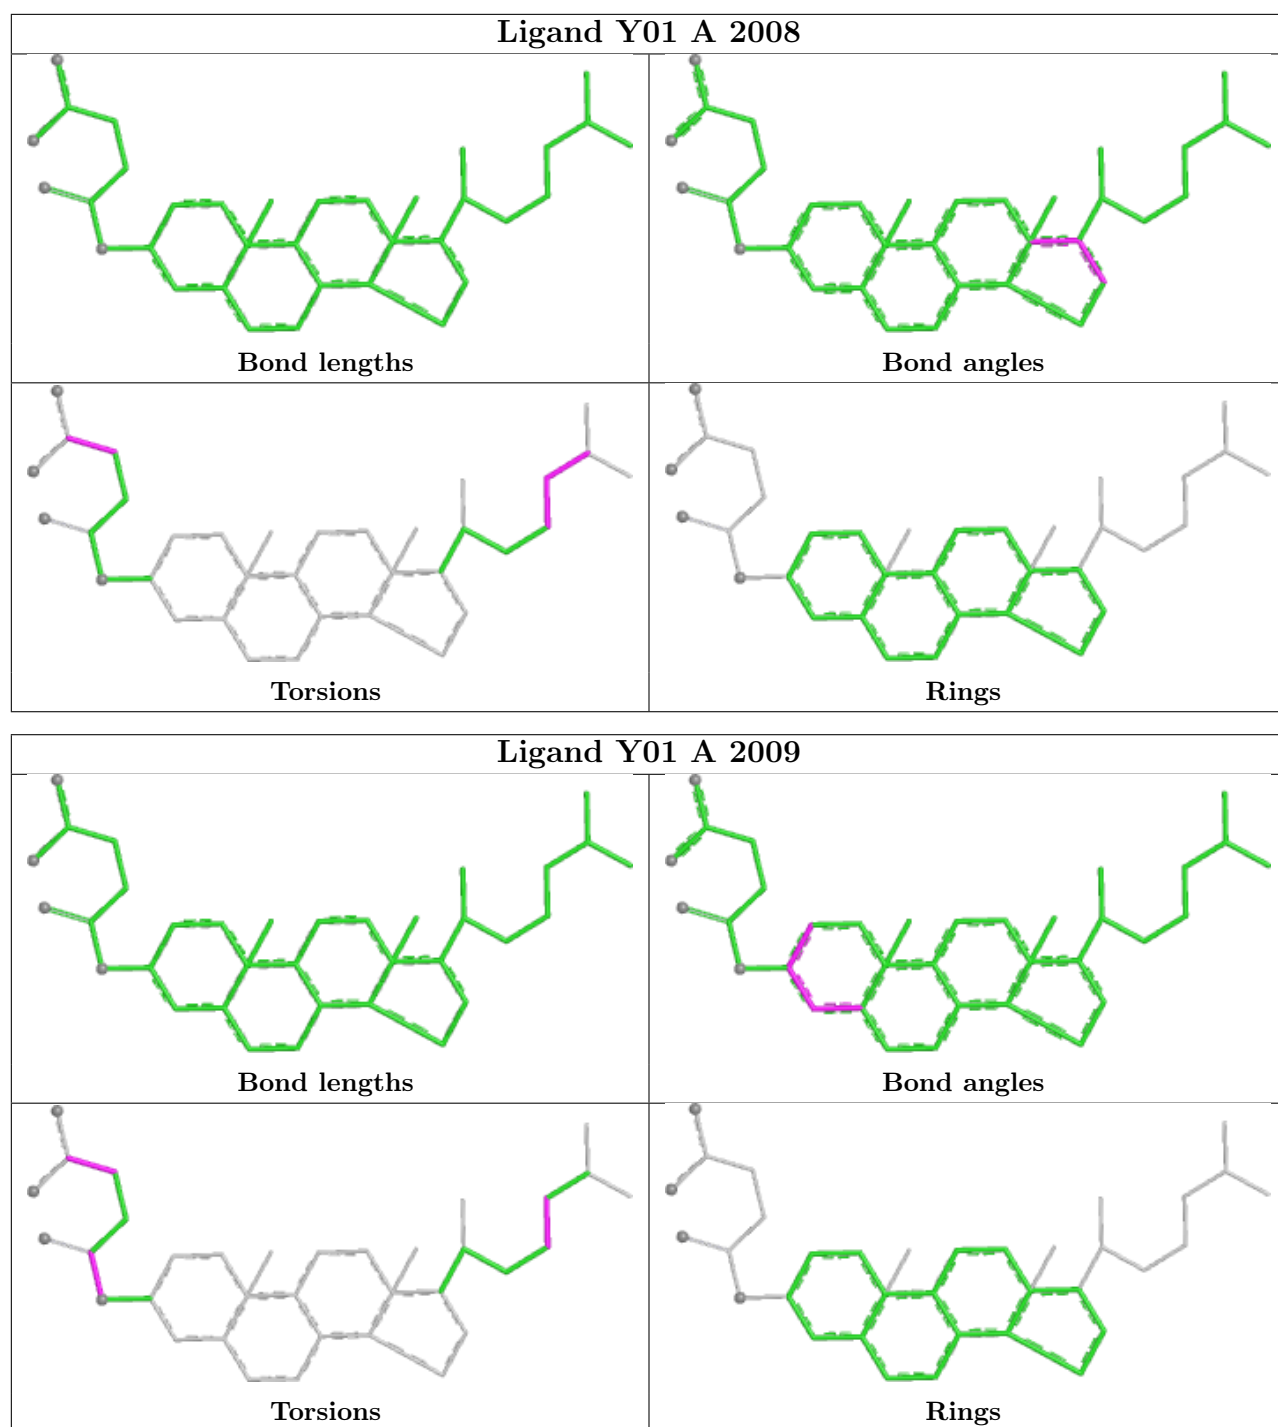 Ligand Y01 A 2008
Bond lengths
Bond angles
Torsions
Rings
Ligand Y01 A 2009
Bond lengths
Bond angles
Torsions
Rings